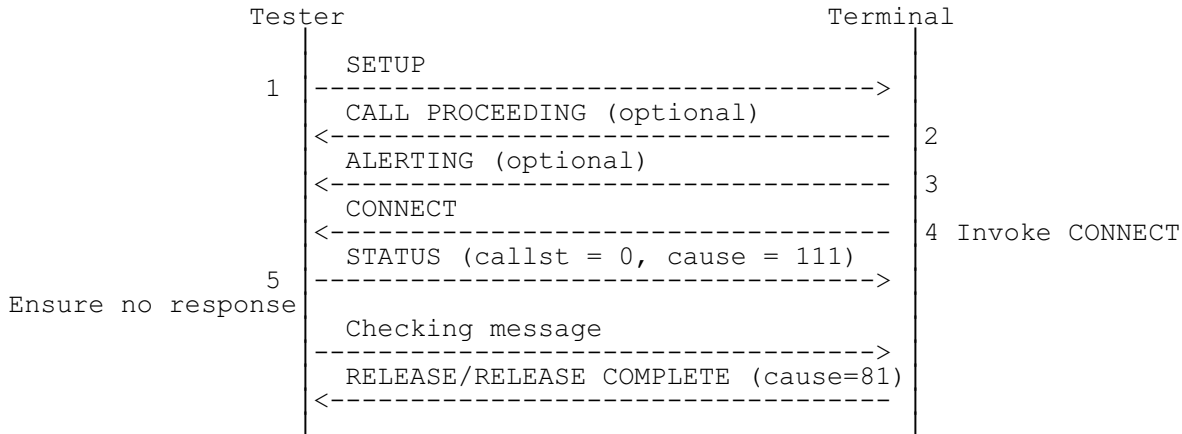 Tester Terminal
SETUP
1
CALL PROCEEDING (optional)
2
ALERTING (optional)
3
CONNECT
4 Invoke CONNECT
STATUS (callst = 0, cause = 111)
5
Ensure no response
Checking message
RELEASE/RELEASE COMPLETE (cause=81)